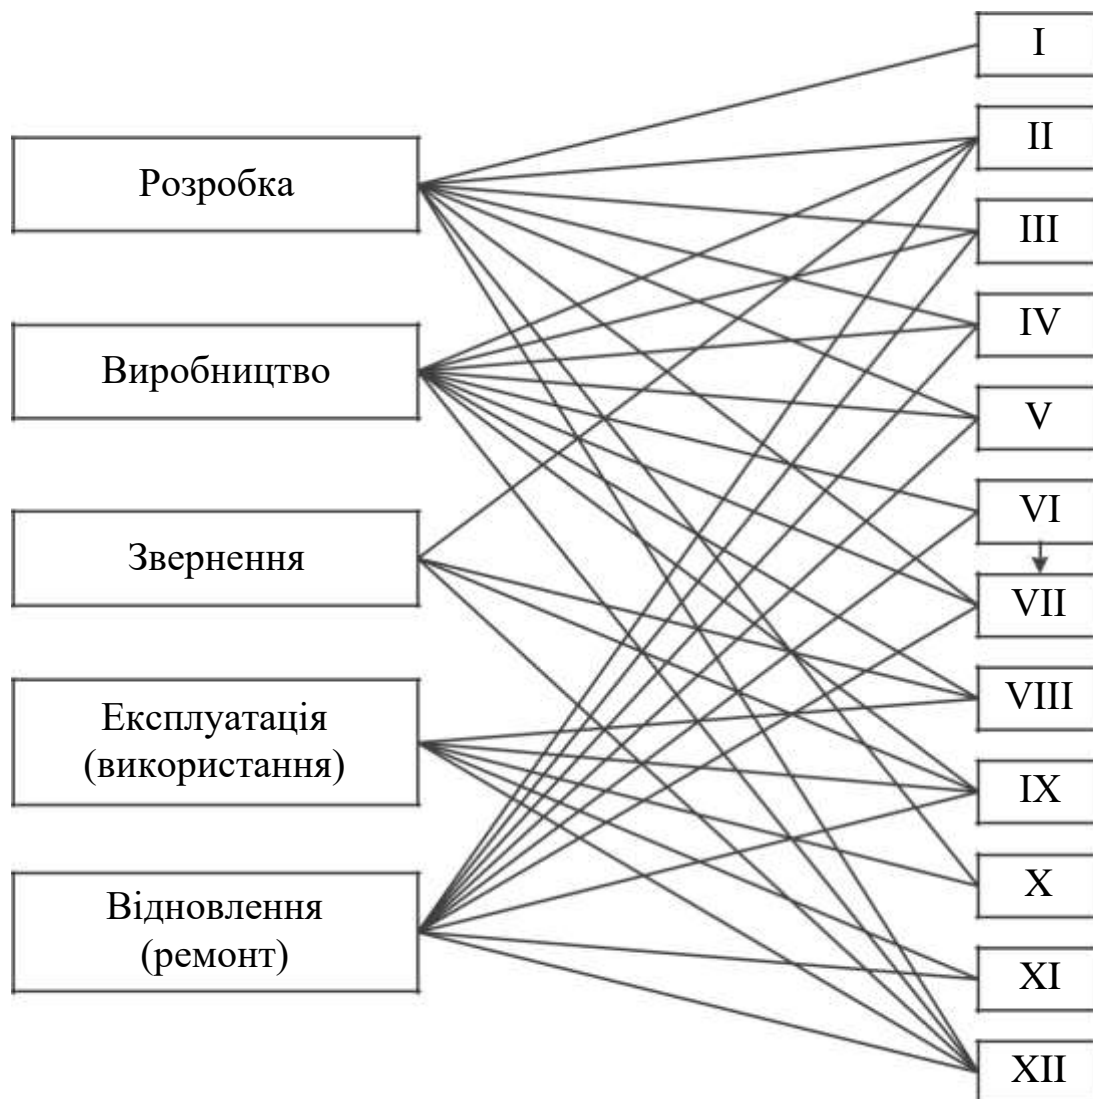 Розробка
Виробництво
Звернення
Експлуатація
(використання)
Відновлення
(ремонт)
I
II
III
IV
V
VI
VII
VIII
IX
X
XI
XII